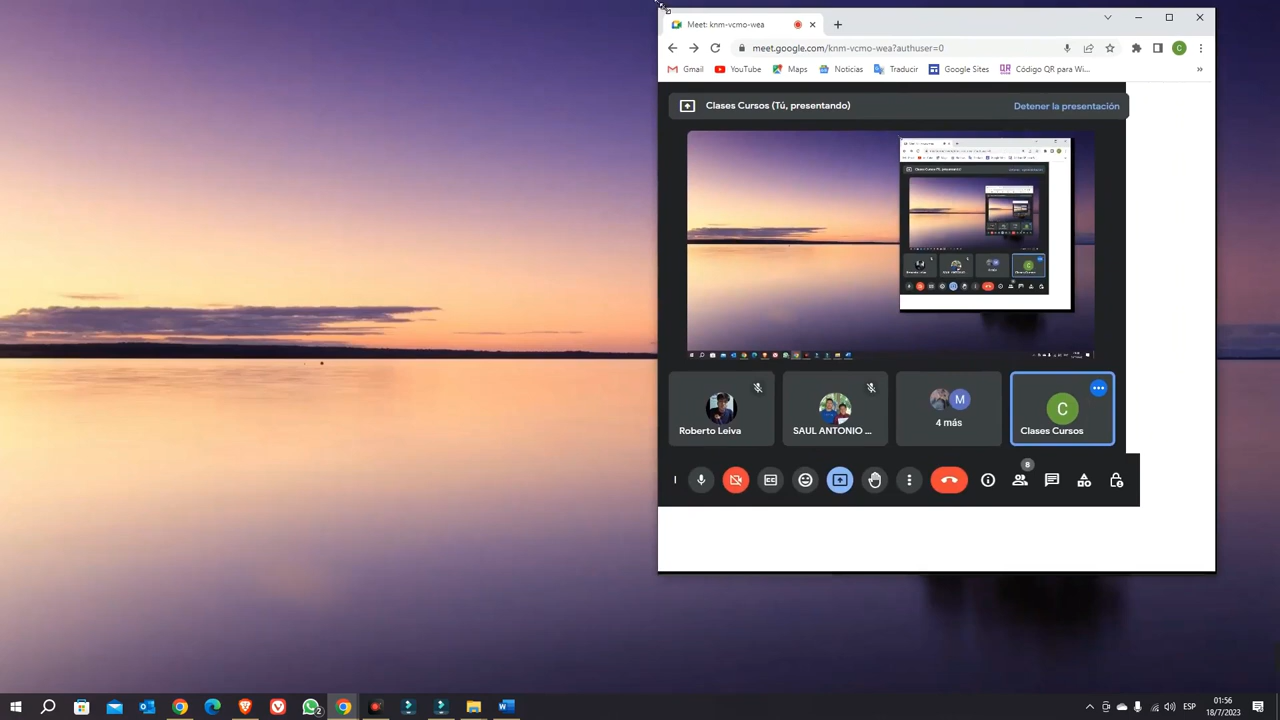 Meet: knm-vcmo-wea
meet.google.com/knm-vcmo-wea?authuser=0
C
Gmail YouTube Maps Noticias Traducir Google Sites Código QR para Wi... »
Clases Cursos (Tú, presentando) Detener la presentación
M
4 más
C
Roberto Leiva SAUL ANTONIO ... Clases Cursos
8
2
ESP
01:56
18/7/2023